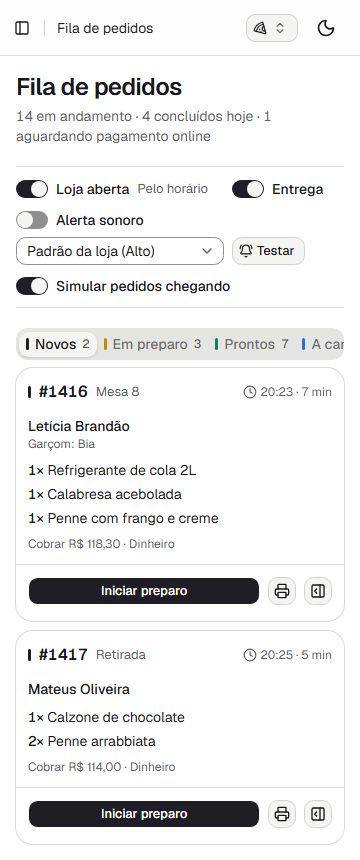 Fila de pedidos
Fila de pedidos
14 em andamento · 4 concluídos hoje · 1
aguardando pagamento online
Loja aberta Pelo horário Entrega
Alerta sonoro
Padrão da loja (Alto) Testar
Simular pedidos chegando
Novos 2 Em preparo 3 Prontos 7 A car
#1416 Mesa 8 20:23 · 7 min
Letícia Brandão
Garçom: Bia
1× Refrigerante de cola 2L
1× Calabresa acebolada
1× Penne com frango e creme
Cobrar R$ 118,30 · Dinheiro
Iniciar preparo
#1417 Retirada 20:25 · 5 min
Mateus Oliveira
1× Calzone de chocolate
2× Penne arrabbiata
Cobrar R$ 114,00 · Dinheiro
Iniciar preparo